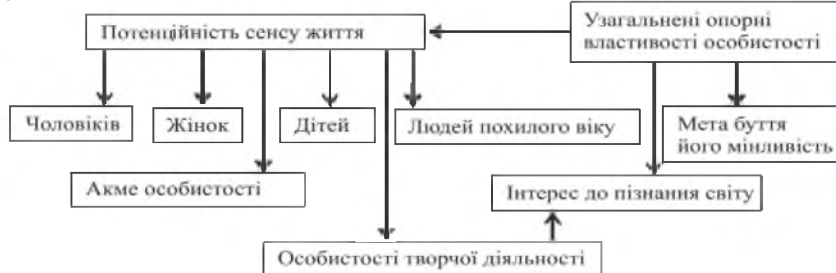 Потенційність сенсу життя
Узагальнені опорні
властивості особистості
Чоловіків
Жінок
Дітей
Людей похилого віку
Мета буття
його мінливість
Акме особистості
Інтерес до пізнання світу
Особистості творчої діяльності